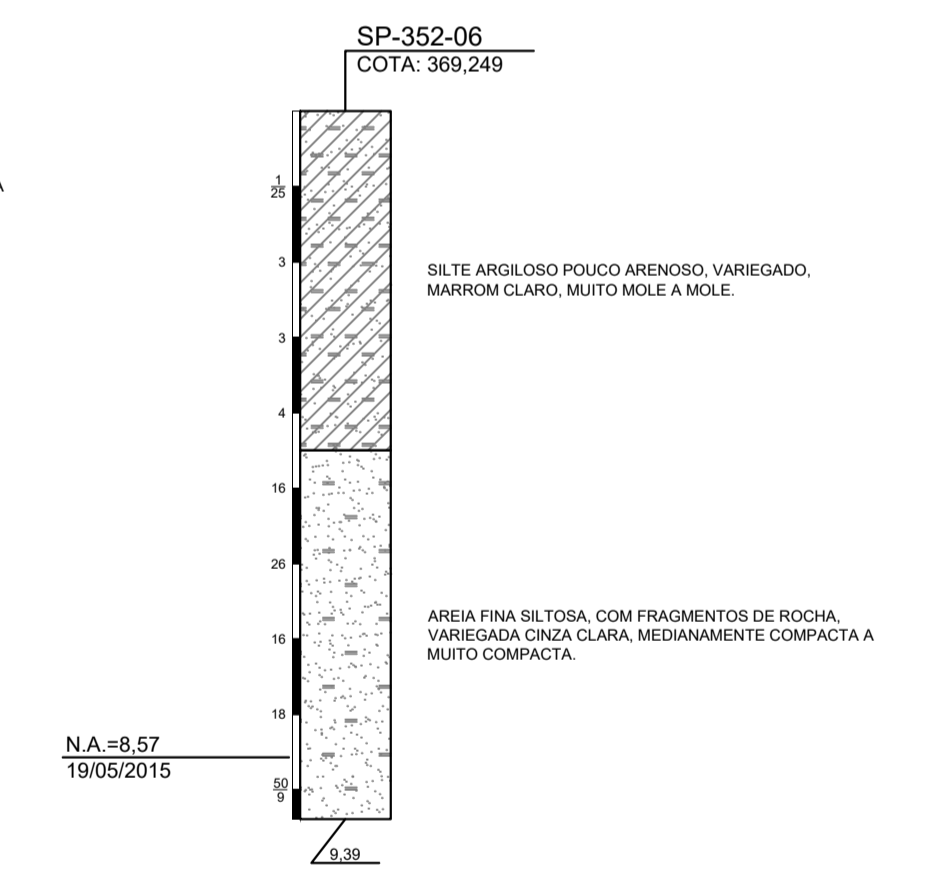 SP-352-06
COTA: 369,249
A
1
25
3
SILTE ARGILOSO POUCO ARENOSO, VARIEGADO,
MARROM CLARO, MUITO MOLE A MOLE.
3
4
16
26
AREIA FINA SILTOSA, COM FRAGMENTOS DE ROCHA,
VARIEGADA CINZA CLARA, MEDIANAMENTE COMPACTA A
MUITO COMPACTA.
16
18
N.A.=8,57
19/05/2015
50
9
9,39